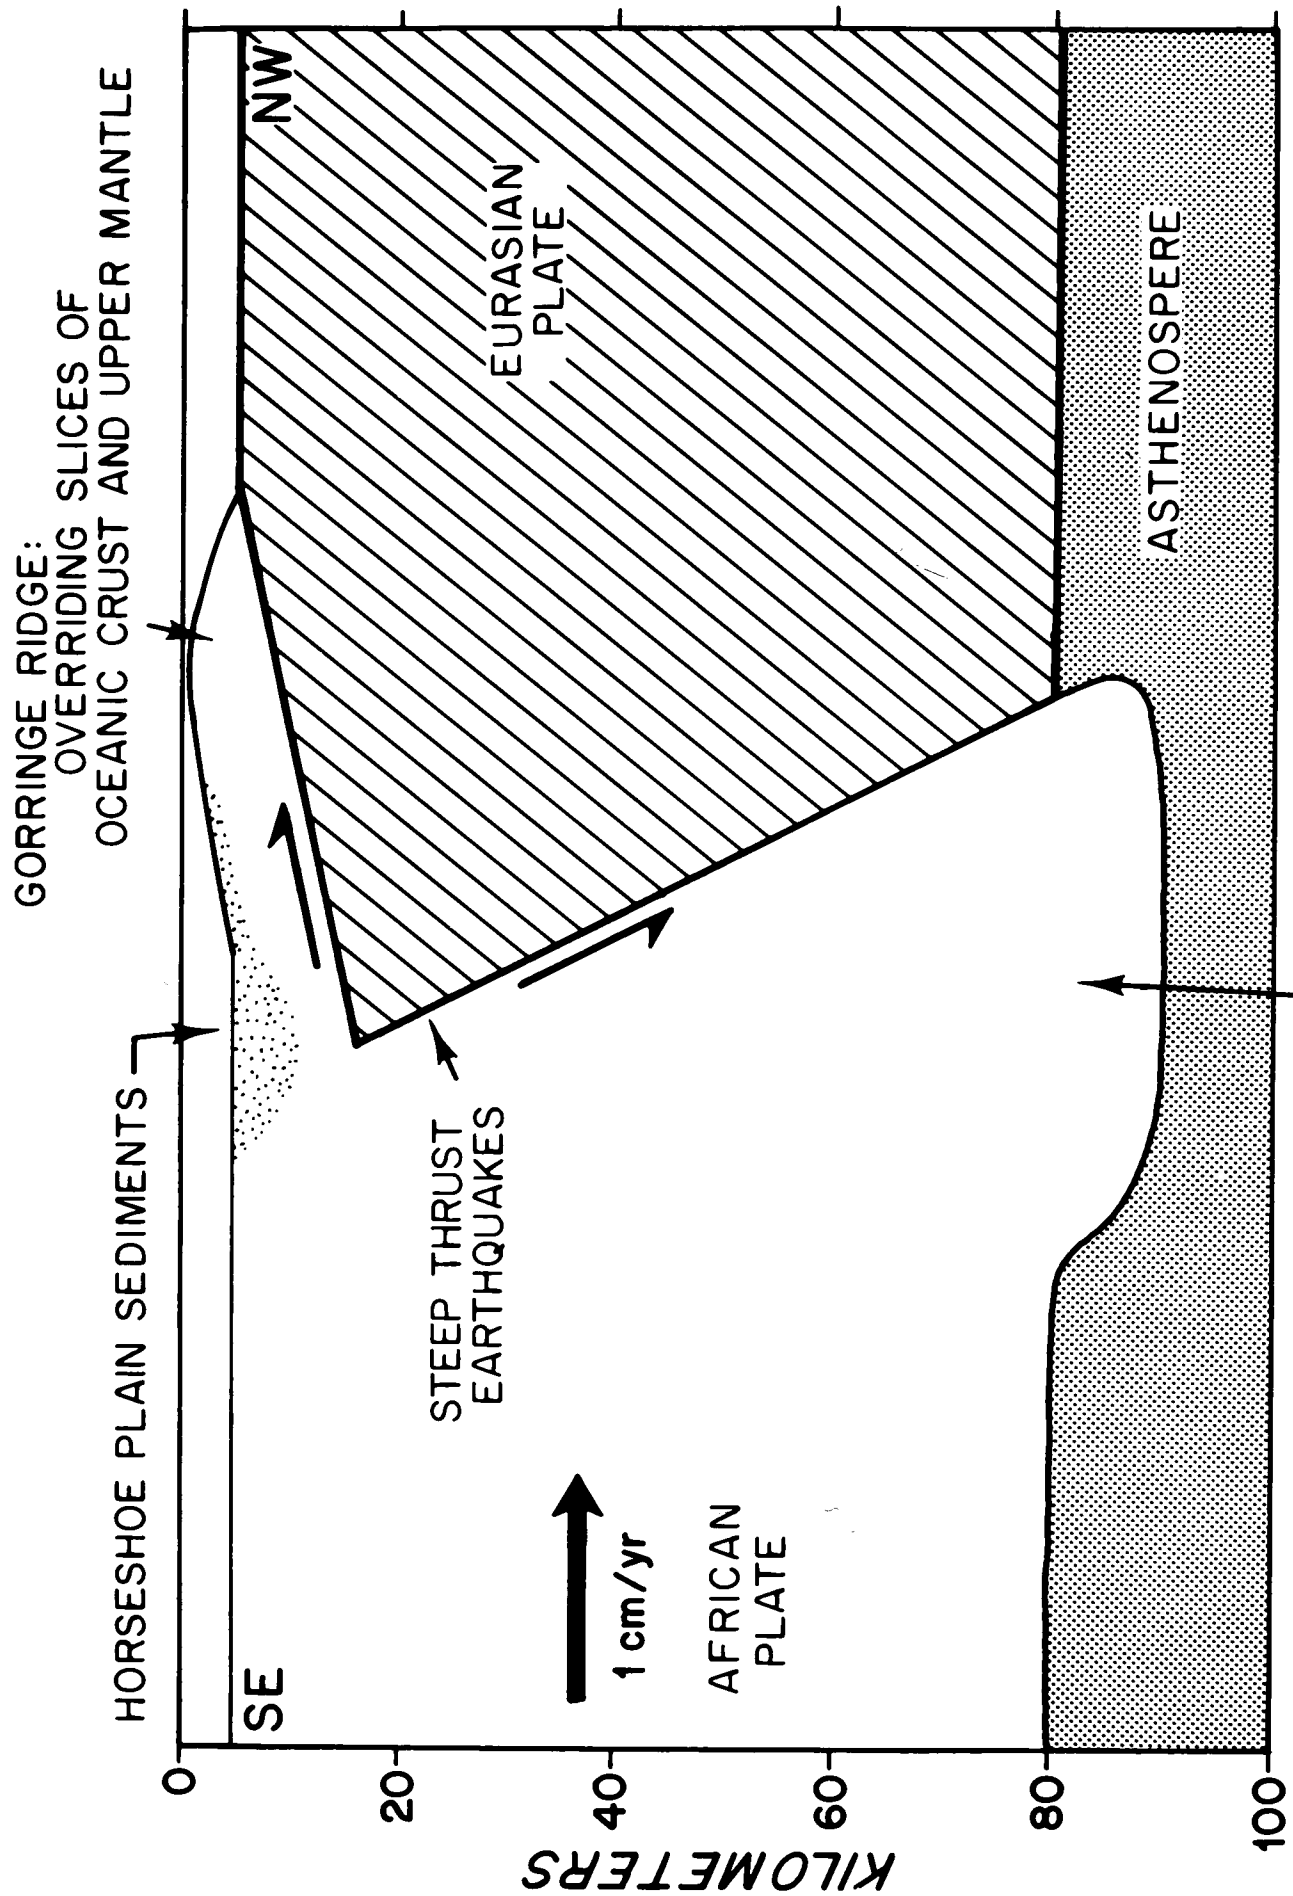 GORRINGE RIDGE:
OVERRIDING SLICES OF
OCEANIC CRUST AND UPPER MANTLE
HORSESHOE PLAIN SEDIMENTS
SE
NW
STEEP THRUST
EARTHQUAKES
EURASIAN
PLATE
1 cm/yr
AFRICAN
PLATE
ASTHENOSPERE
0
20
40
60
80
100
KILOMETERS